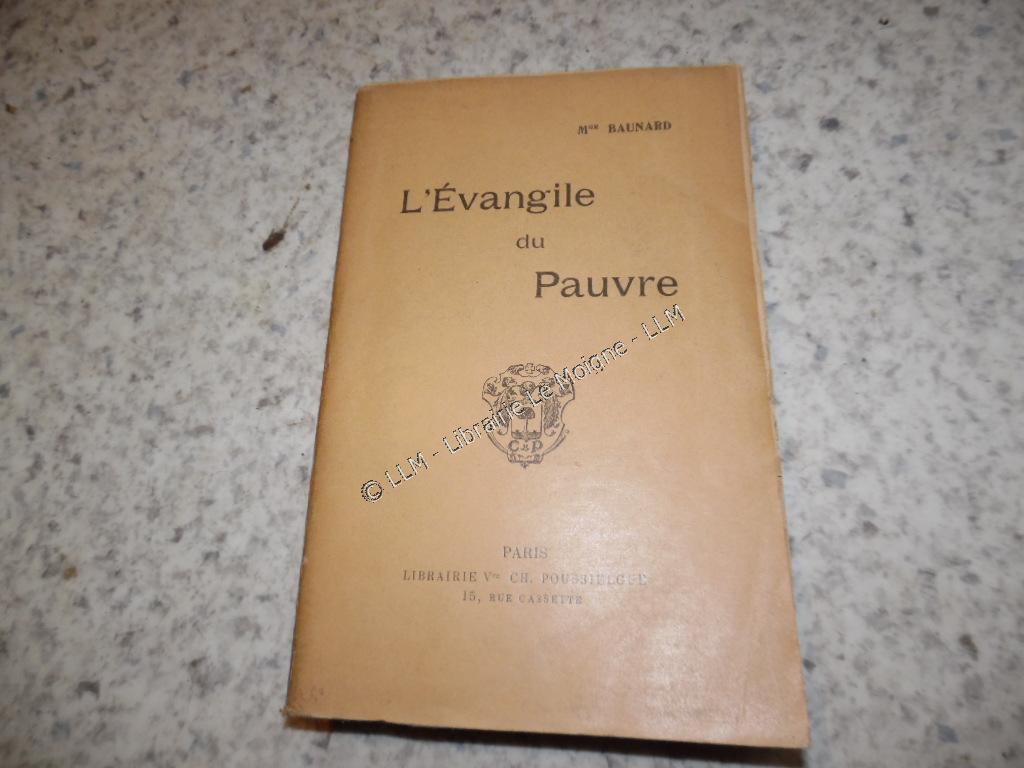 Mgr BAUNARD
L'Évangile
du
Pauvre
© LLM - Librairie Le Moigne - LLM
C P
PARIS
LIBRAIRIE Vve CH. POUSSIELGUE
15, RUE CASSETTE